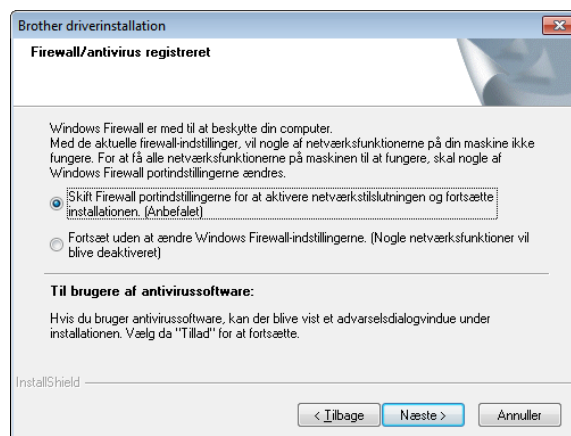 Brother driverinstallation
Firewall/antivirus registreret
Windows Firewall er med til at beskytte din computer.
Med de aktuelle firewall-indstillinger, vil nogle af netværksfunktionerne på din maskine ikke
fungere. For at få alle netværksfunktionerne på maskinen til at fungere, skal nogle af
Windows Firewall portindstillingerne ændres.
Skift Firewall portindstillingerne for at aktivere netværkstilslutningen og fortsætte
installationen. (Anbefalet)
Fortsæt uden at ændre Windows Firewall-indstillingerne. (Nogle netværksfunktioner vil
blive deaktiveret)
Til brugere af antivirussoftware:
Hvis du bruger antivirussoftware, kan der blive vist et advarselsdialogvindue under
installationen. Vælg da "Tillad" for at fortsætte.
InstallShield
< Tilbage Næste > Annuller